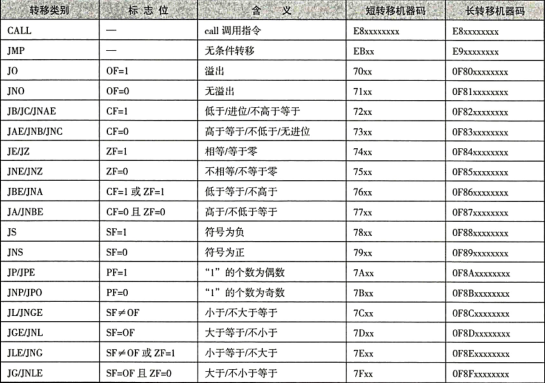 转移类别 标志位 含义 短转移机器码 长转移机器码
CALL — call 调用指令 E8xxxxxxxx E8xxxxxxxx
JMP — 无条件转移 EBxx E9xxxxxxxx
JO OF=1 溢出 70xx 0F80xxxxxxxx
JNO OF=0 无溢出 71xx 0F81xxxxxxxx
JB/JC/JNAE CF=1 低于/进位/不高于等于 72xx 0F82xxxxxxxx
JAE/JNB/JNC CF=0 高于等于/不低于/无进位 73xx 0F83xxxxxxxx
JE/JZ ZF=1 相等/等于零 74xx 0F84xxxxxxxx
JNE/JNZ ZF=0 不相等/不等于零 75xx 0F85xxxxxxxx
JBE/JNA CF=1 或 ZF=1 低于等于/不高于 76xx 0F86xxxxxxxx
JA/JNBE CF=0 且 ZF=0 高于/不低于等于 77xx 0F87xxxxxxxx
JS SF=1 符号为负 78xx 0F88xxxxxxxx
JNS SF=0 符号为正 79xx 0F89xxxxxxxx
JP/JPE PF=1 “1”的个数为偶数 7Axx 0F8Axxxxxxxx
JNP/JPO PF=0 “1”的个数为奇数 7Bxx 0F8Bxxxxxxxx
JL/JNGE SF≠OF 小于/不大于等于 7Cxx 0F8Cxxxxxxxx
JGE/JNL SF=OF 大于等于/不小于 7Dxx 0F8Dxxxxxxxx
JLE/JNG SF≠OF 或 ZF=1 小于等于/不大于 7Exx 0F8Exxxxxxxx
JG/JNLE SF=OF 且 ZF=0 大于/不小于等于 7Fxx 0F8Fxxxxxxxx